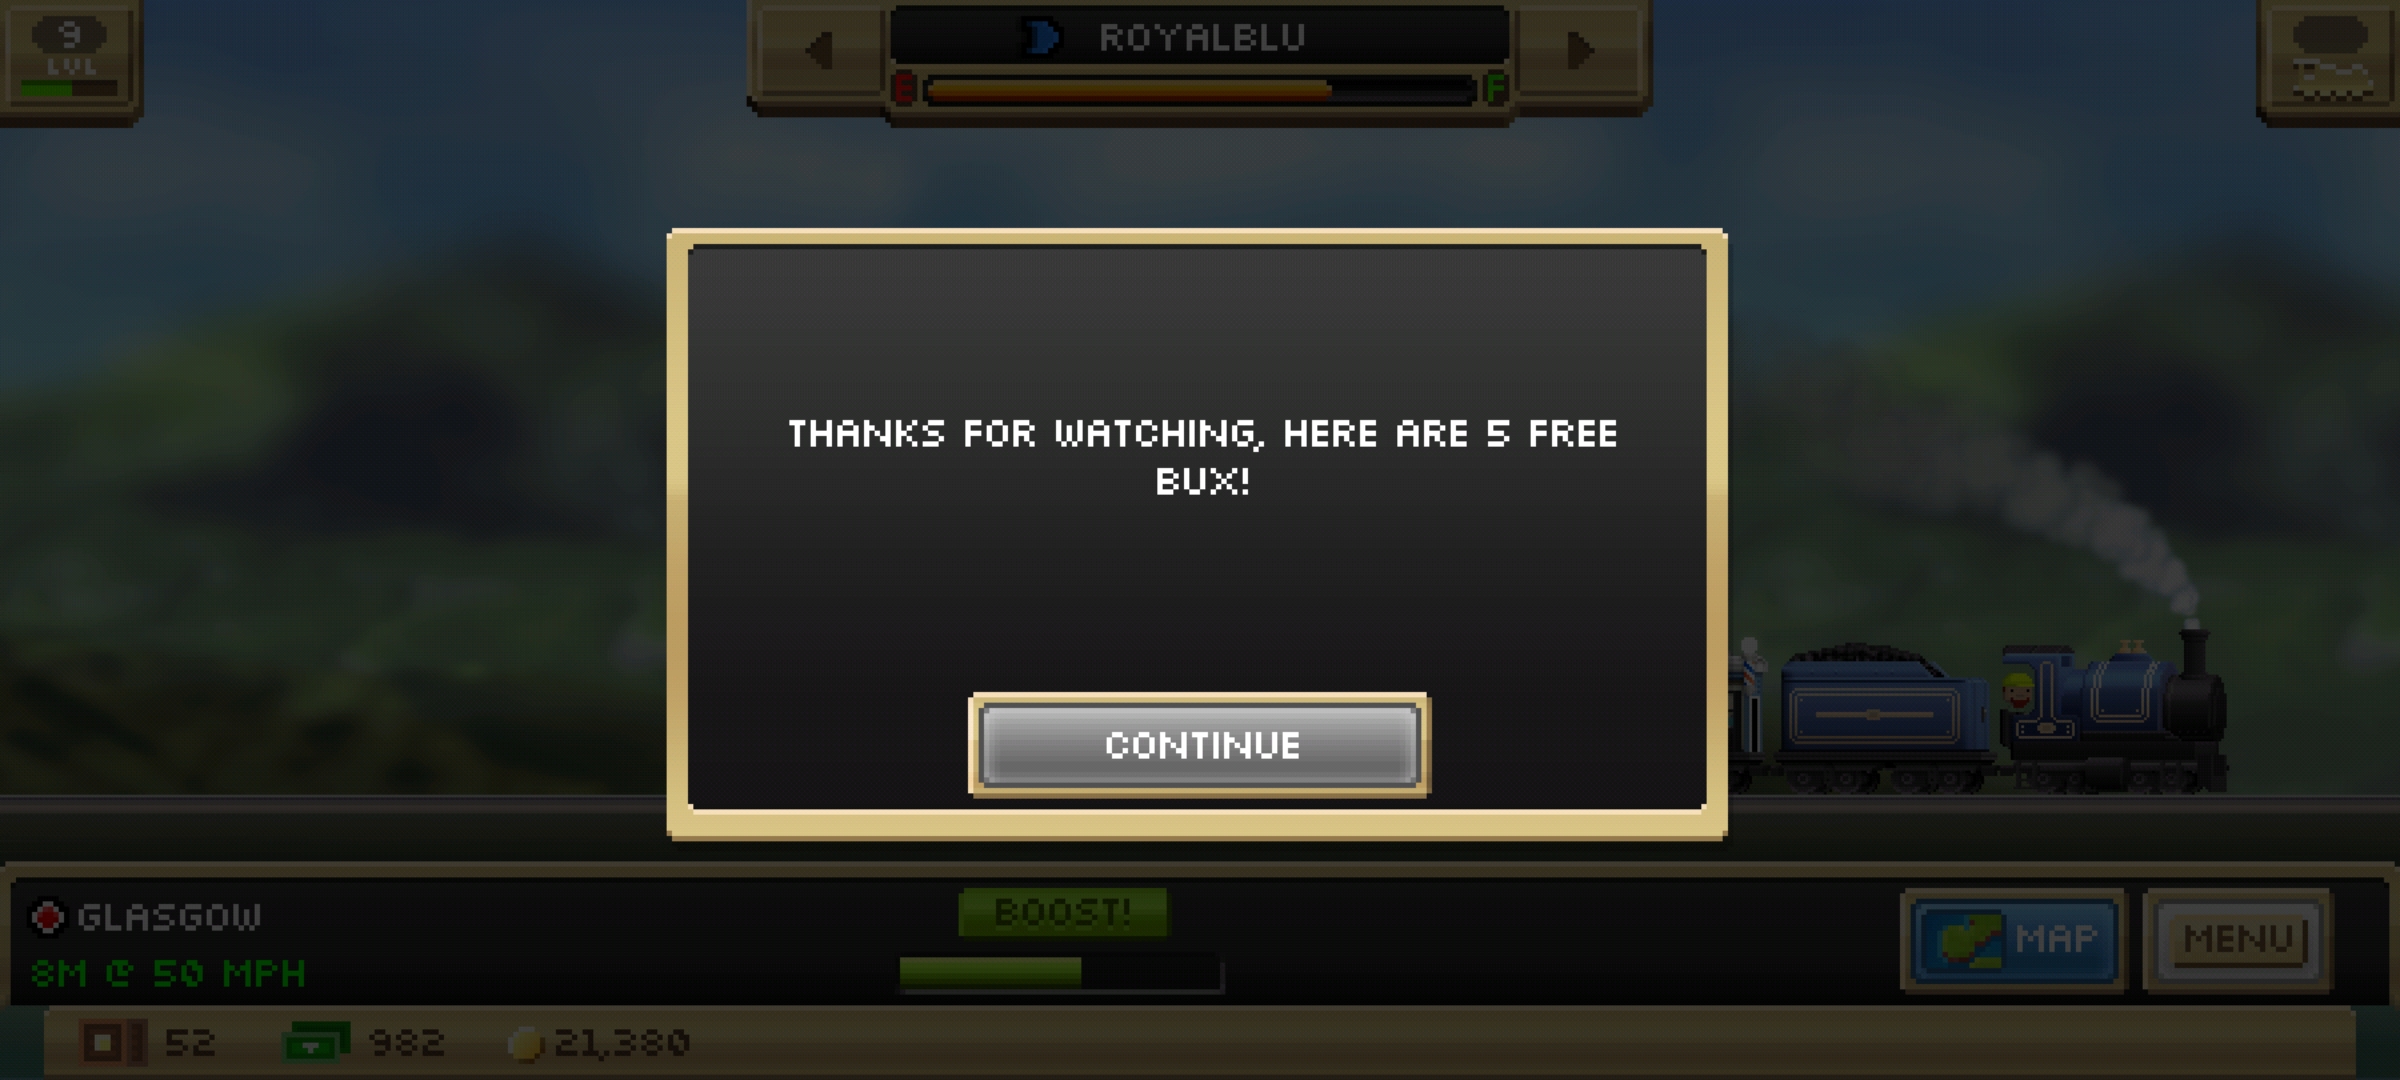 9
LVL
ROYALBLU
E F
THANKS FOR WATCHING, HERE ARE 5 FREE
BUX!
CONTINUE
GLASGOW
8M @ 50 MPH
BOOST!
MAP
MENU
52 982 21,380